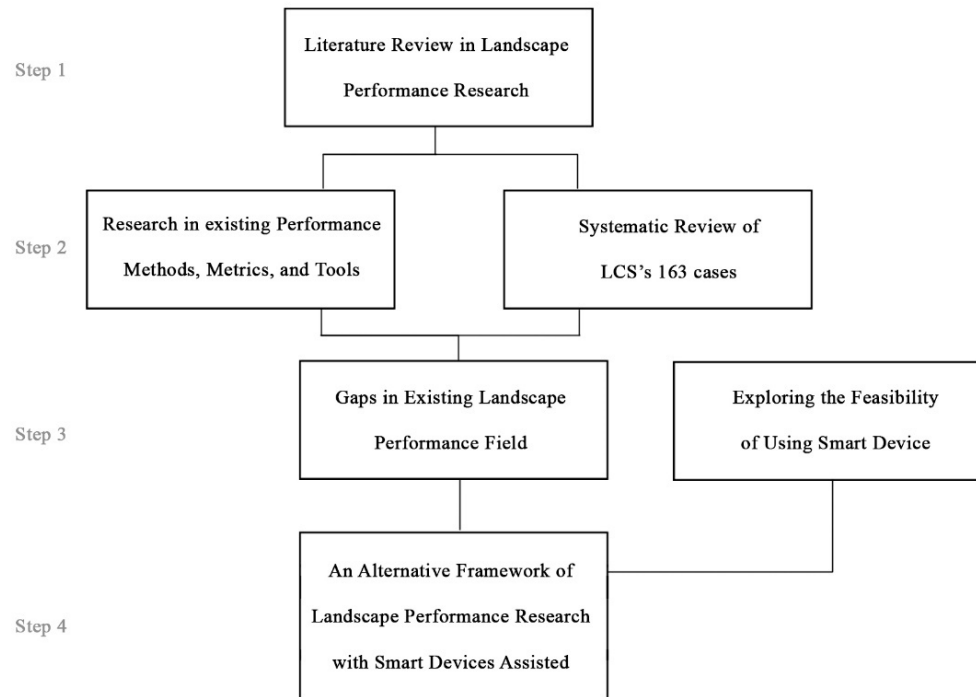 Step 1
Literature Review in Landscape
Performance Research
Step 2
Research in existing Performance
Methods, Metrics, and Tools
Systematic Review of
LCS’s 163 cases
Step 3
Gaps in Existing Landscape
Performance Field
Exploring the Feasibility
of Using Smart Device
Step 4
An Alternative Framework of
Landscape Performance Research
with Smart Devices Assisted